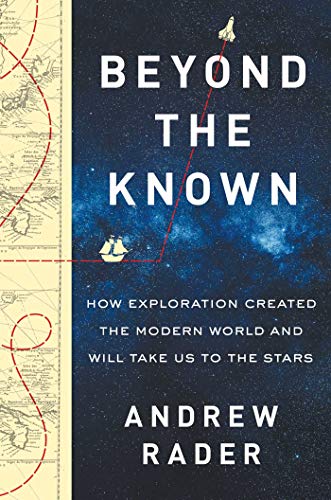 BEYOND
THE
KNOWN
HOW EXPLORATION CREATED
THE MODERN WORLD AND
WILL TAKE US TO THE STARS
ANDREW
RADER